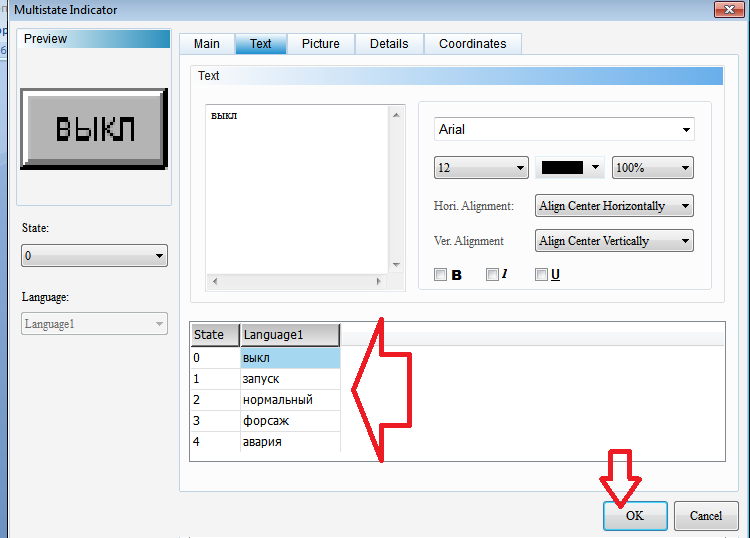 Multistate Indicator
Preview
ВЫКЛ
State:
0
Language:
Language1
Main Text Picture Details Coordinates
Text
выкл
Arial
12 100%
Hori. Alignment: Align Center Horizontally
Ver. Alignment Align Center Vertically
B I U
State Language1
0 выкл
1 запуск
2 нормальный
3 форсаж
4 авария
OK Cancel